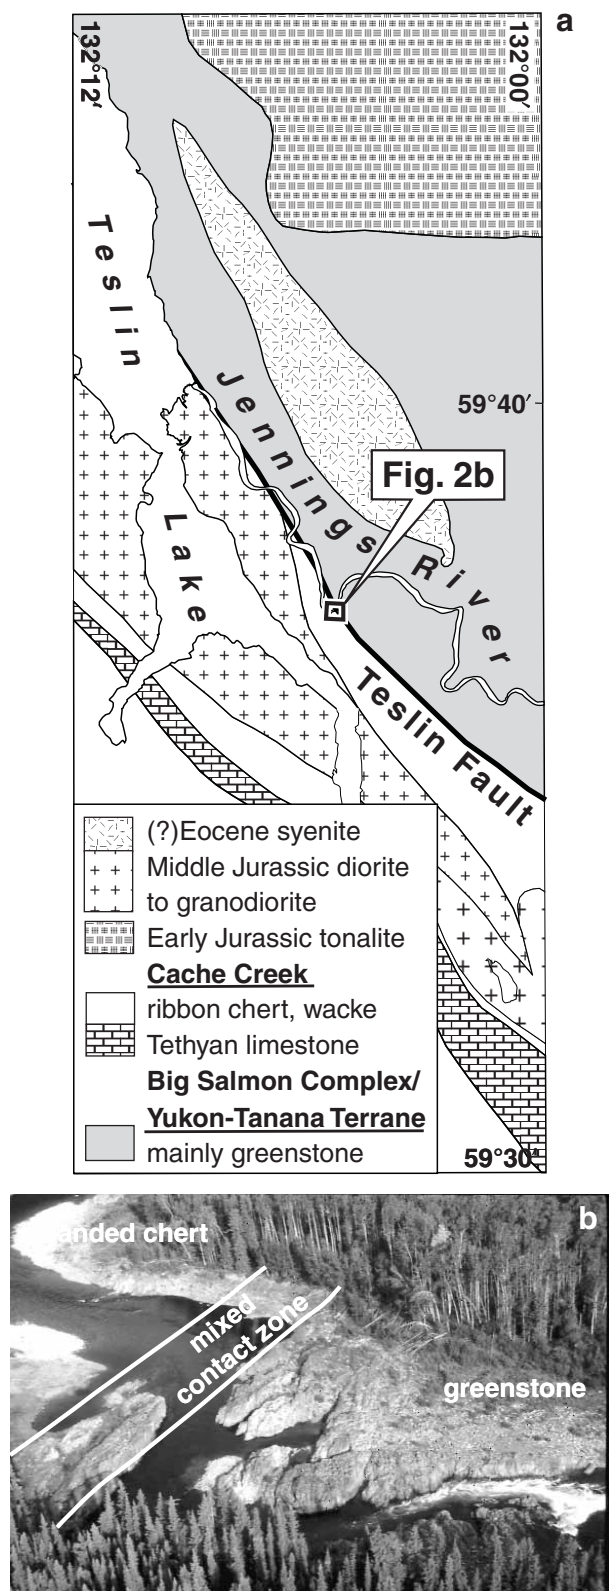 a
132°12′
132°00′
Teslin
Lake
Jennings River
59°40′
Fig. 2b
Teslin Fault
(?)Eocene syenite
Middle Jurassic diorite
to granodiorite
Early Jurassic tonalite
Cache Creek
ribbon chert, wacke
Tethyan limestone
Big Salmon Complex/
Yukon-Tanana Terrane
mainly greenstone
59°30′
b
anded chert
mixed
contact zone
greenstone